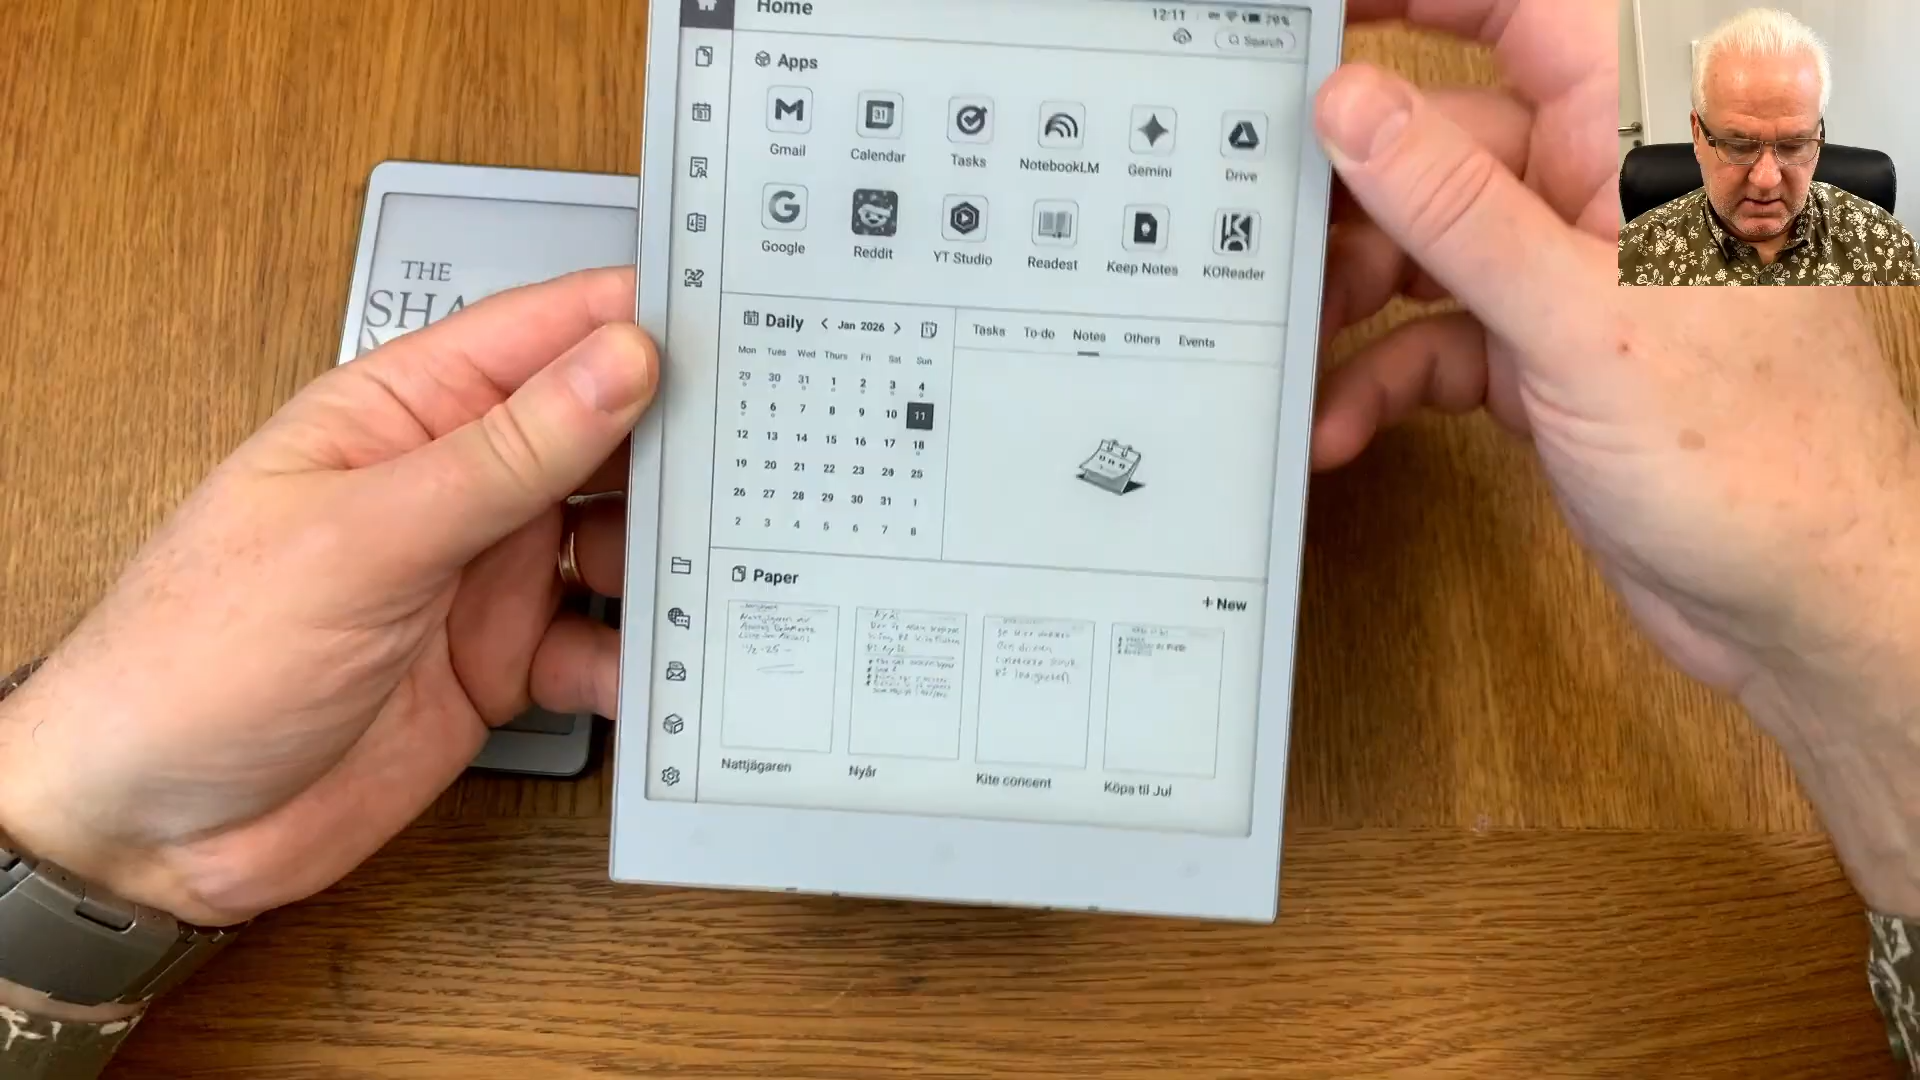 Home
12:11
79%
Search
Apps
Gmail
31
Calendar
Tasks
NotebookLM
Gemini
Drive
Google
Reddit
YT Studio
Readest
Keep Notes
KOReader
THE
SHA
Daily
Jan 2026
Mon Tues Wed Thurs Fri Sat Sun
29 30 31 1 2 3 4
5 6 7 8 9 10 11
12 13 14 15 16 17 18
19 20 21 22 23 24 25
26 27 28 29 30 31 1
2 3 4 5 6 7 8
Tasks To-do Notes Others Events
Paper
+ New
Nattjägaren
Nyår
Kite concent
Köpa til Jul